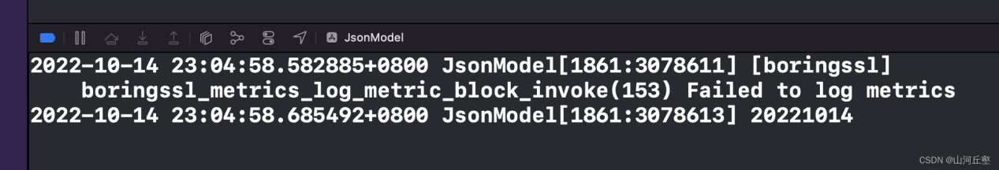 JsonModel
2022-10-14 23:04:58.582885+0800 JsonModel[1861:3078611] [boringssl]
boringssl_metrics_log_metric_block_invoke(153) Failed to log metrics
2022-10-14 23:04:58.685492+0800 JsonModel[1861:3078613] 20221014
CSDN @山河丘壑